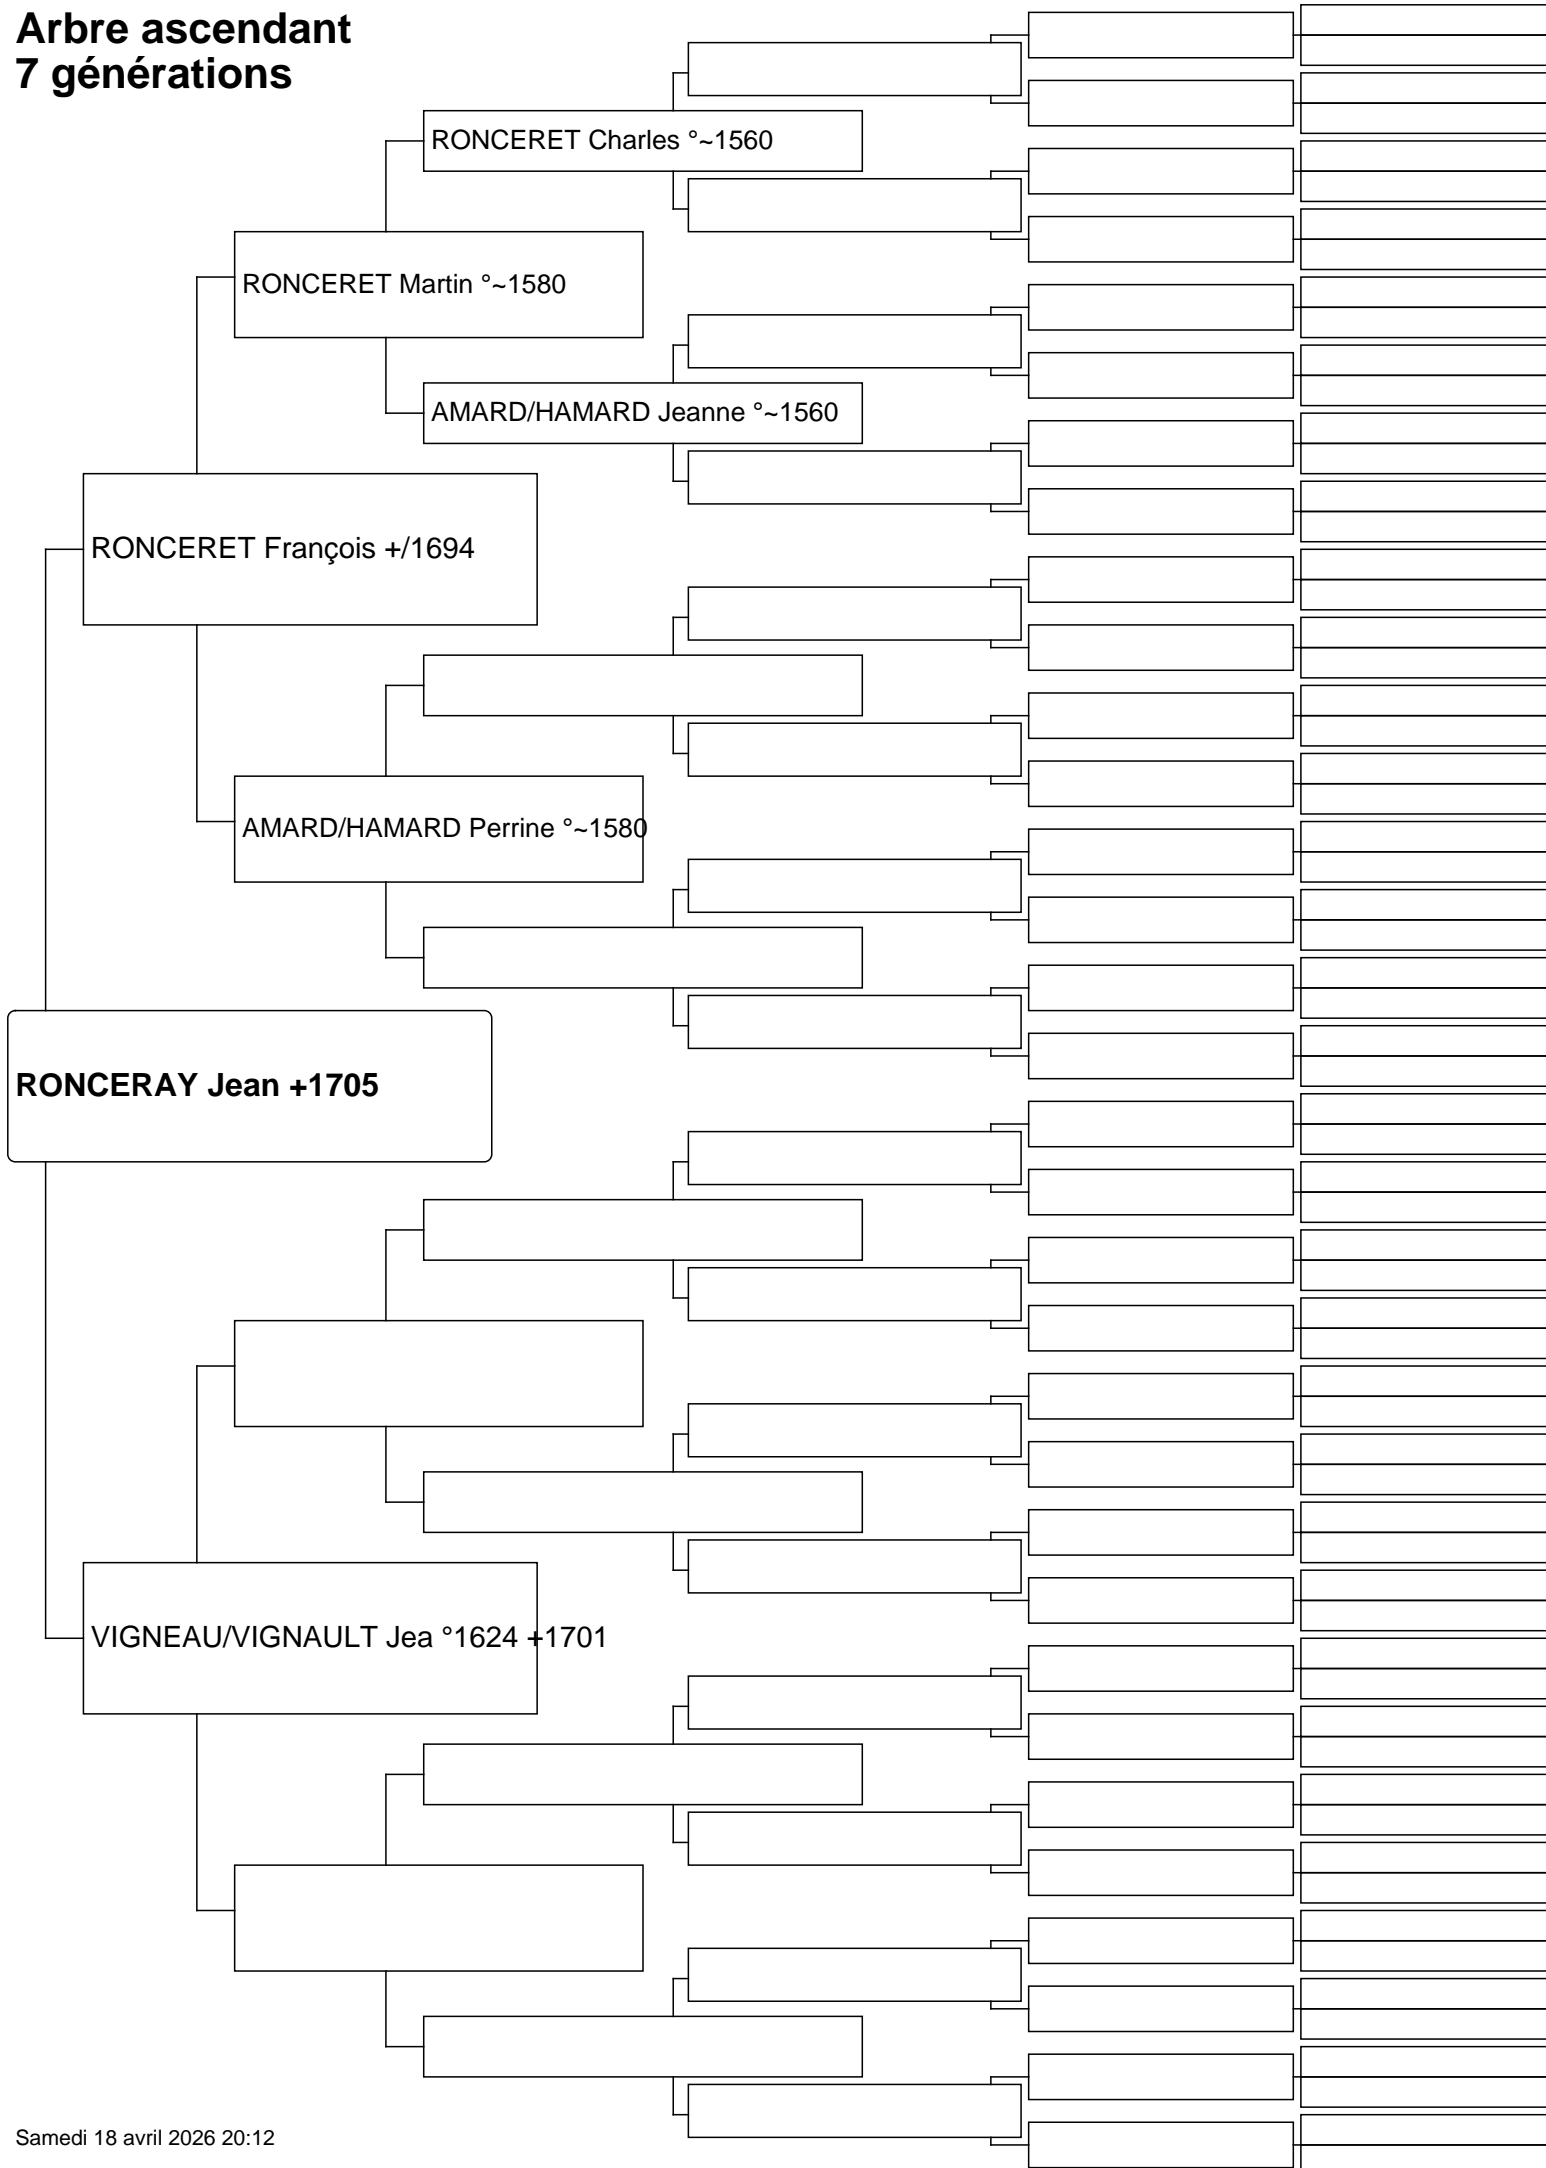 Arbre ascendant
7 générations
RONCERET Charles °~1560
RONCERET Martin °~1580
AMARD/HAMARD Jeanne °~1560
RONCERET François +/1694
AMARD/HAMARD Perrine °~1580
RONCERAY Jean +1705
VIGNEAU/VIGNAULT Jea °1624 +1701
Samedi 18 avril 2026 20:12